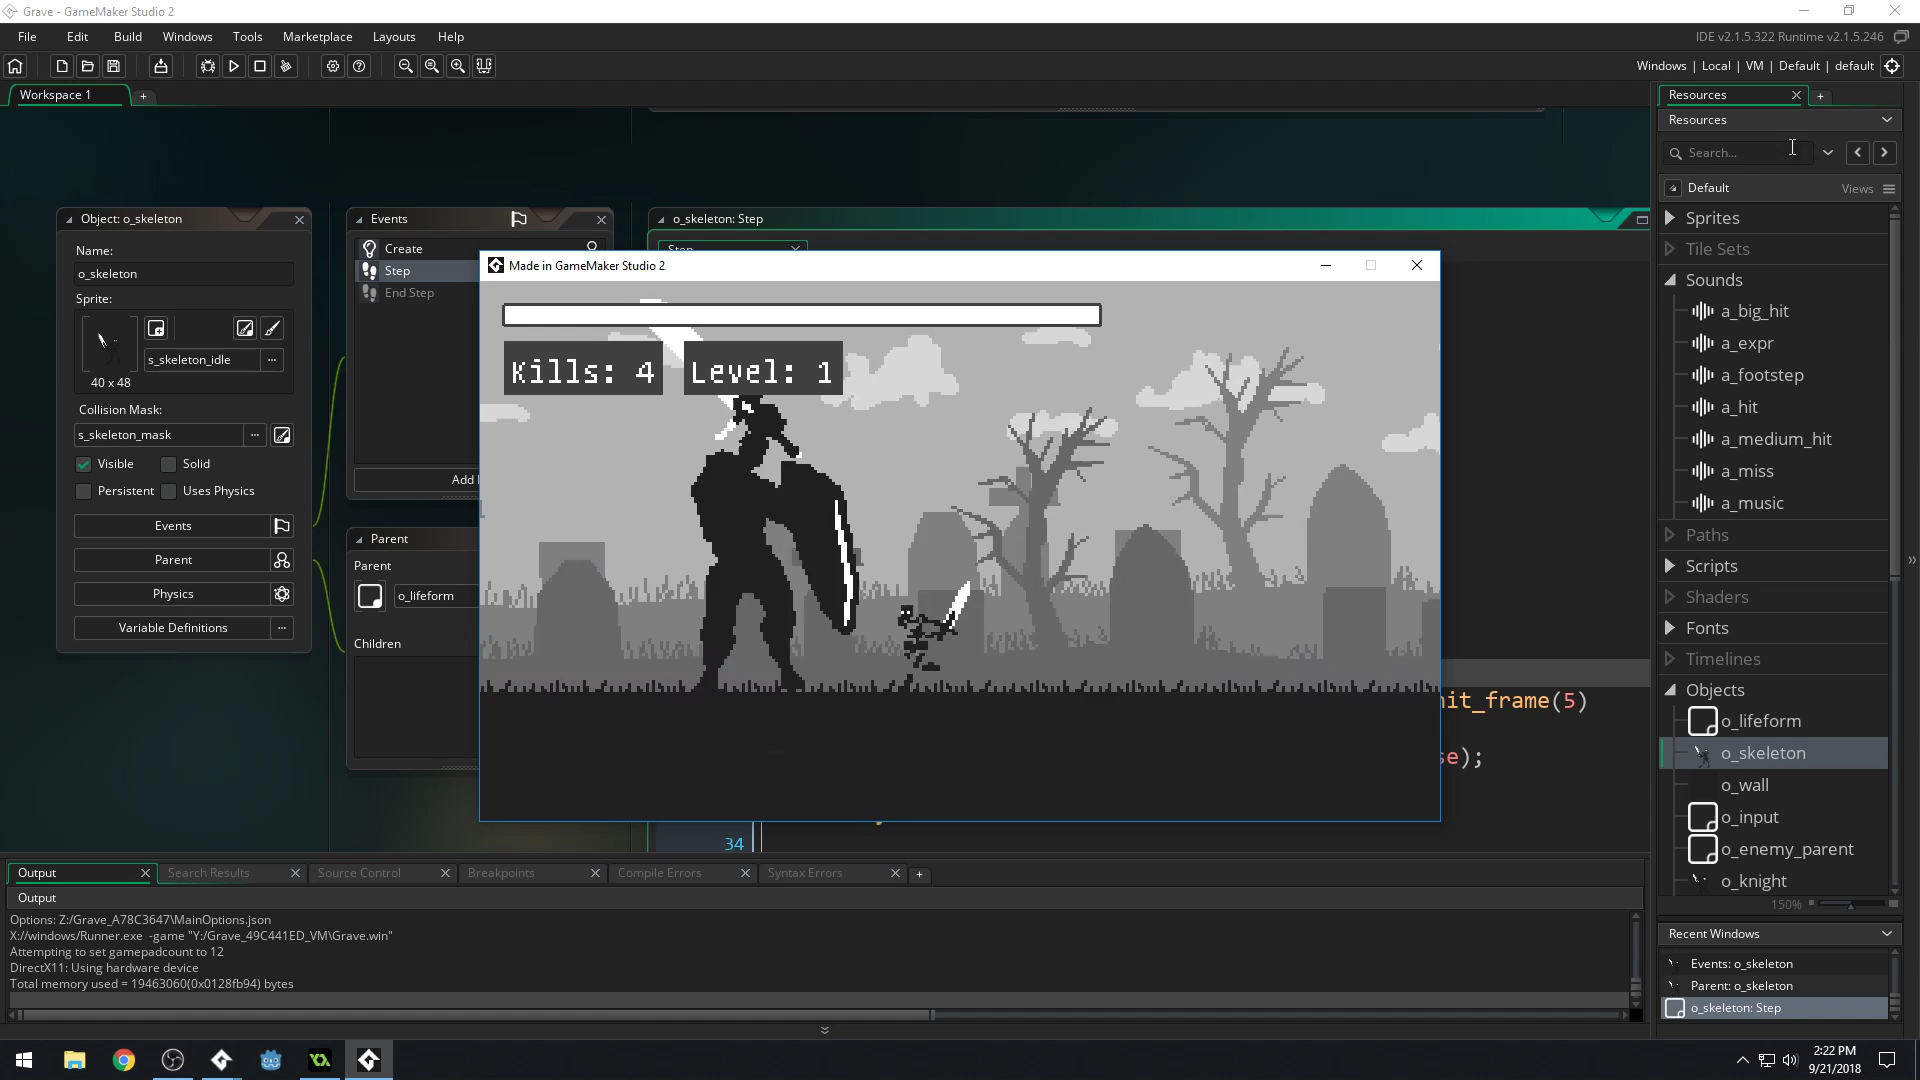 Grave - GameMaker Studio 2
File Edit Build Windows Tools Marketplace Layouts Help
IDE v2.1.5.322 Runtime v2.1.5.246
Windows | Local | VM | Default | default
Workspace 1
Resources
Resources
Search...
Default Views
Sprites
Tile Sets
Sounds
a_big_hit
a_expr
a_footstep
a_hit
a_medium_hit
a_miss
a_music
Paths
Scripts
Shaders
Fonts
Timelines
Objects
o_lifeform
o_skeleton
o_wall
o_input
o_enemy_parent
o_knight
150%
Recent Windows
Events: o_skeleton
Parent: o_skeleton
o_skeleton: Step
Object: o_skeleton
Name:
o_skeleton
Sprite:
s_skeleton_idle
40 x 48
Collision Mask:
s_skeleton_mask
Visible Solid
Persistent Uses Physics
Events
Parent
Physics
Variable Definitions
Events
Create
Step
End Step
Add
Parent
Parent
o_lifeform
Children
o_skeleton: Step
Step
Made in GameMaker Studio 2
Kills: 4 Level: 1
hit_frame(5)
se);
34
Output Search Results Source Control Breakpoints Compile Errors Syntax Errors
Output
Options: Z:/Grave_A78C3647\MainOptions.json
X://windows/Runner.exe -game "Y:/Grave_49C441ED_VM\Grave.win"
Attempting to set gamepadcount to 12
DirectX11: Using hardware device
Total memory used = 19463060(0x0128fb94) bytes
2:22 PM
9/21/2018